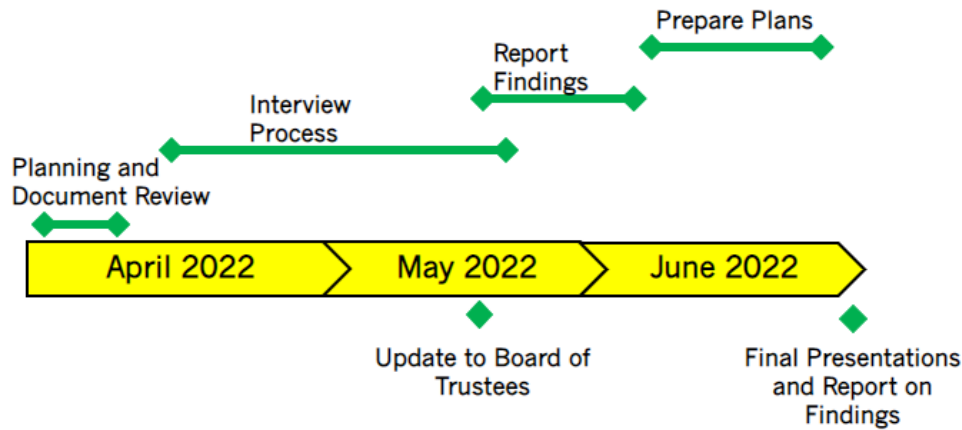 Prepare Plans
Report
Findings
Interview
Process
Planning and
Document Review
April 2022
May 2022
June 2022
Update to Board of
Trustees
Final Presentations
and Report on
Findings